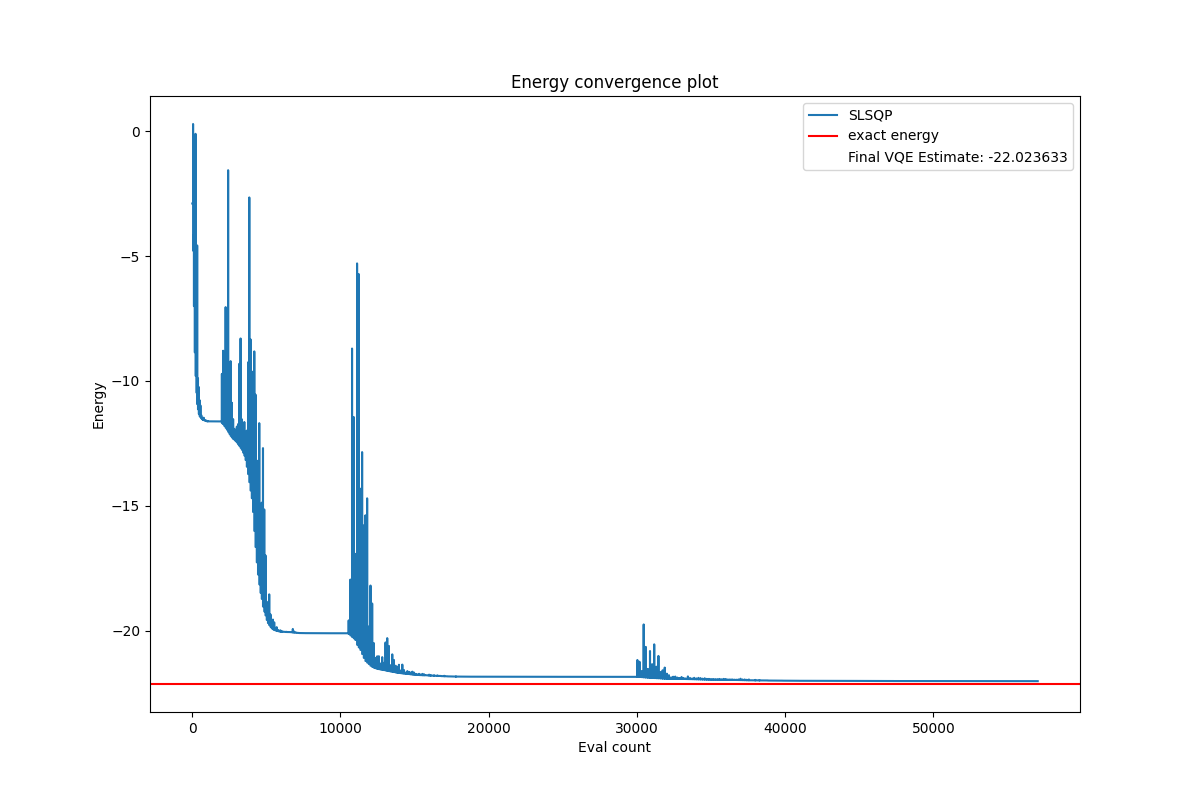 Energy convergence plot
SLSQP
exact energy
Final VQE Estimate: -22.023633
0
−5
−10
−15
−20
Energy
0
10000
20000
30000
40000
50000
Eval count